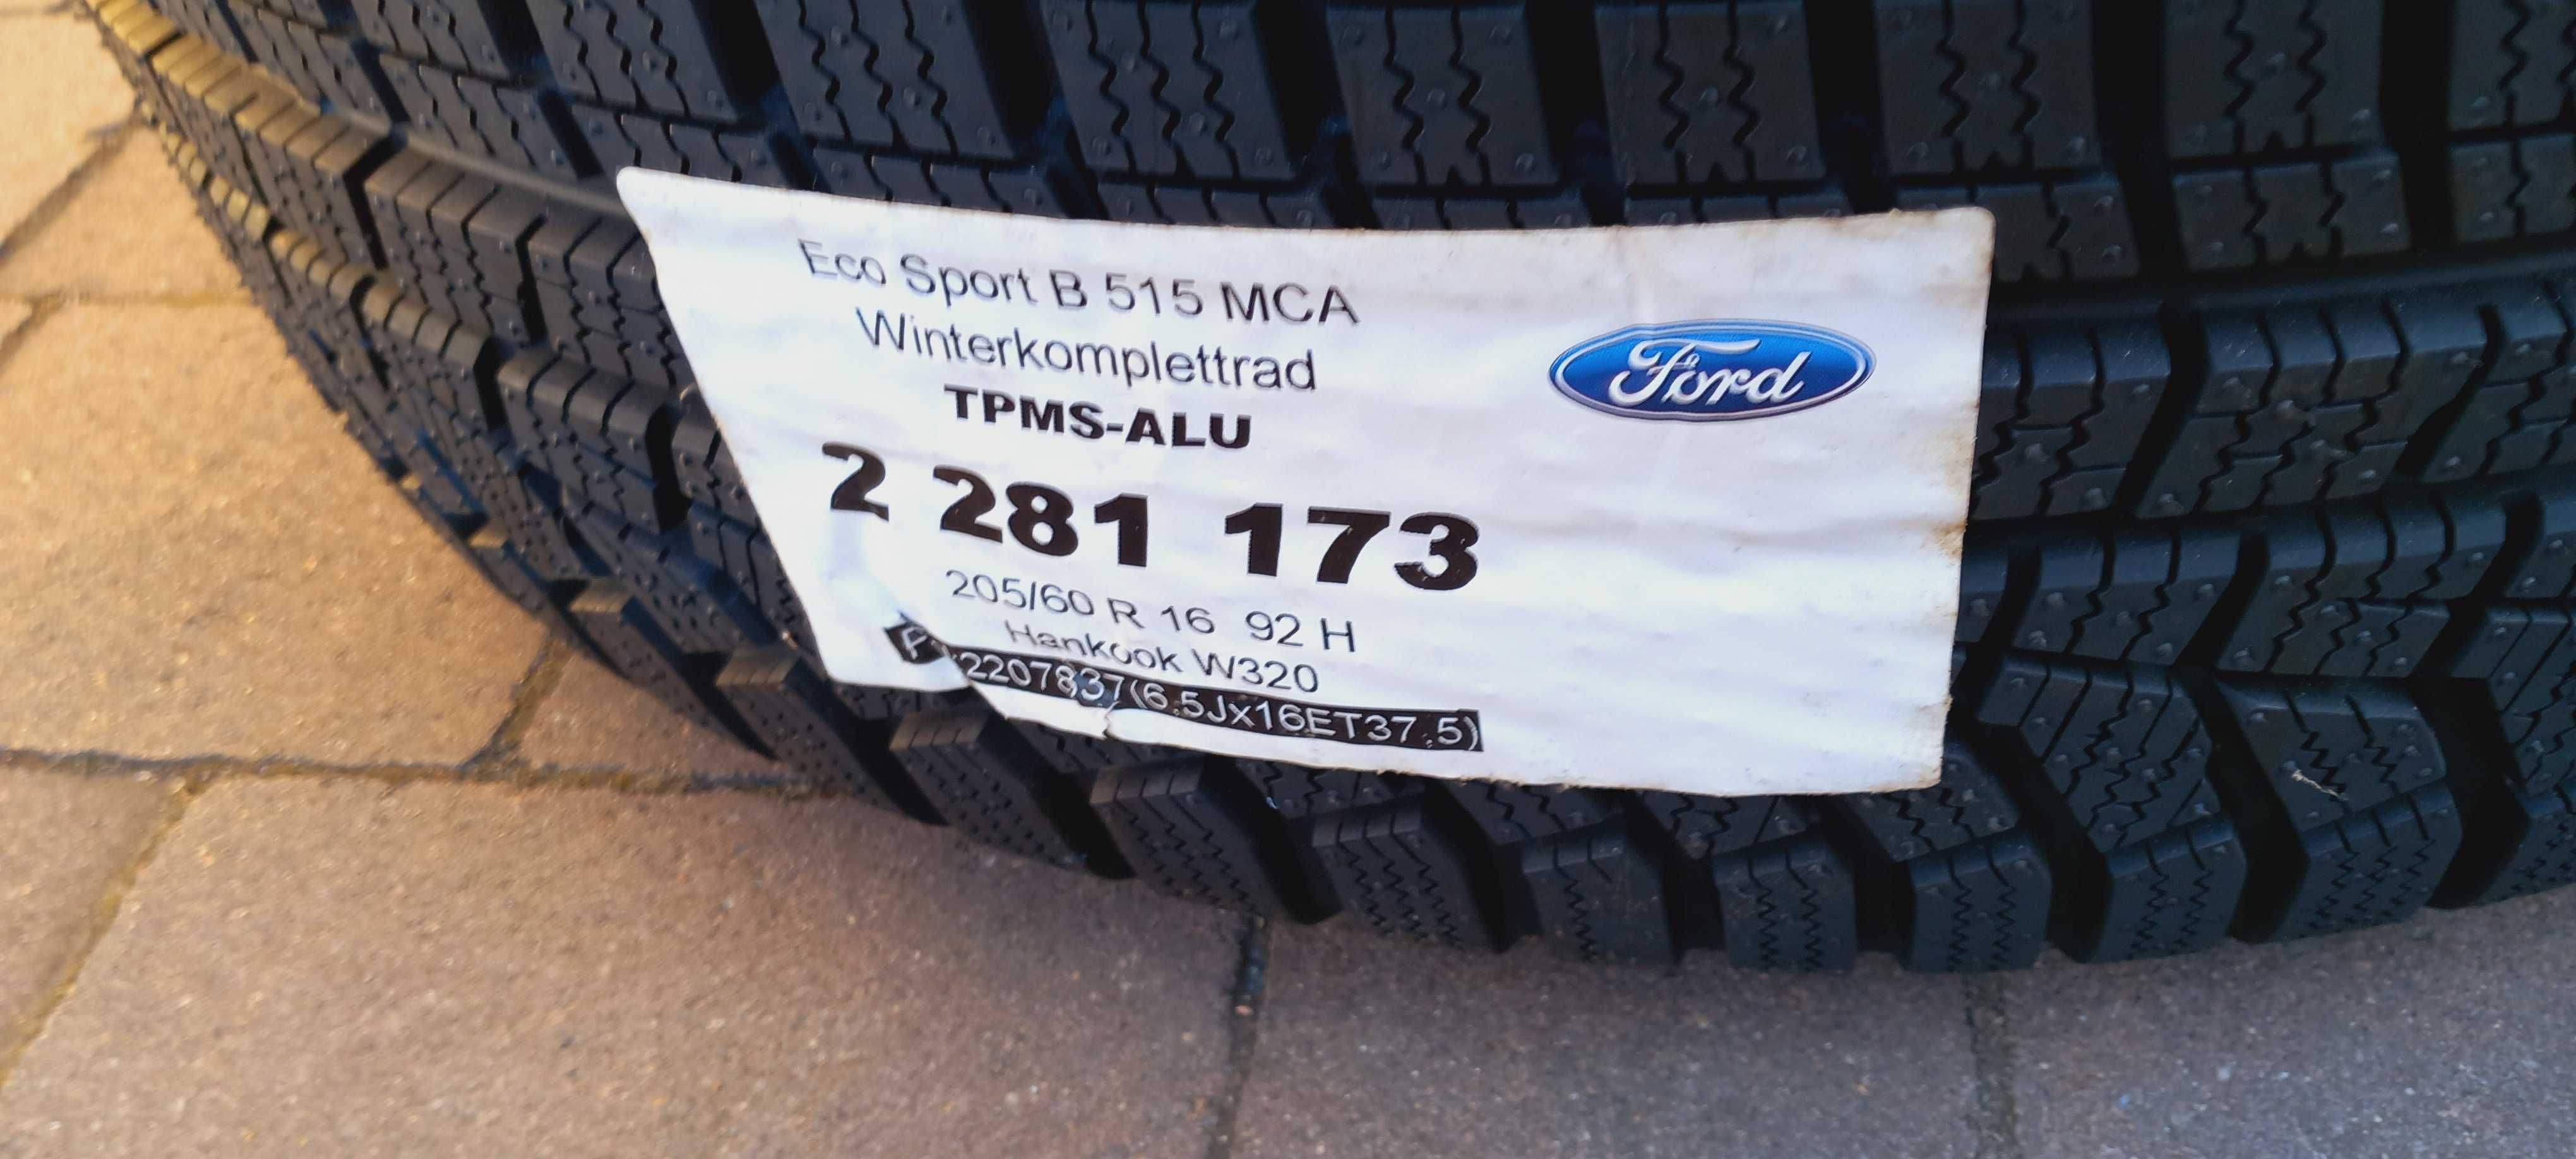 Eco Sport B 515 MCA
Winterkomplettrad
TPMS-ALU
Ford
2 281 173
205/60 R 16 92 H
Hankook W320
2207837(6.5Jx16ET37.5)